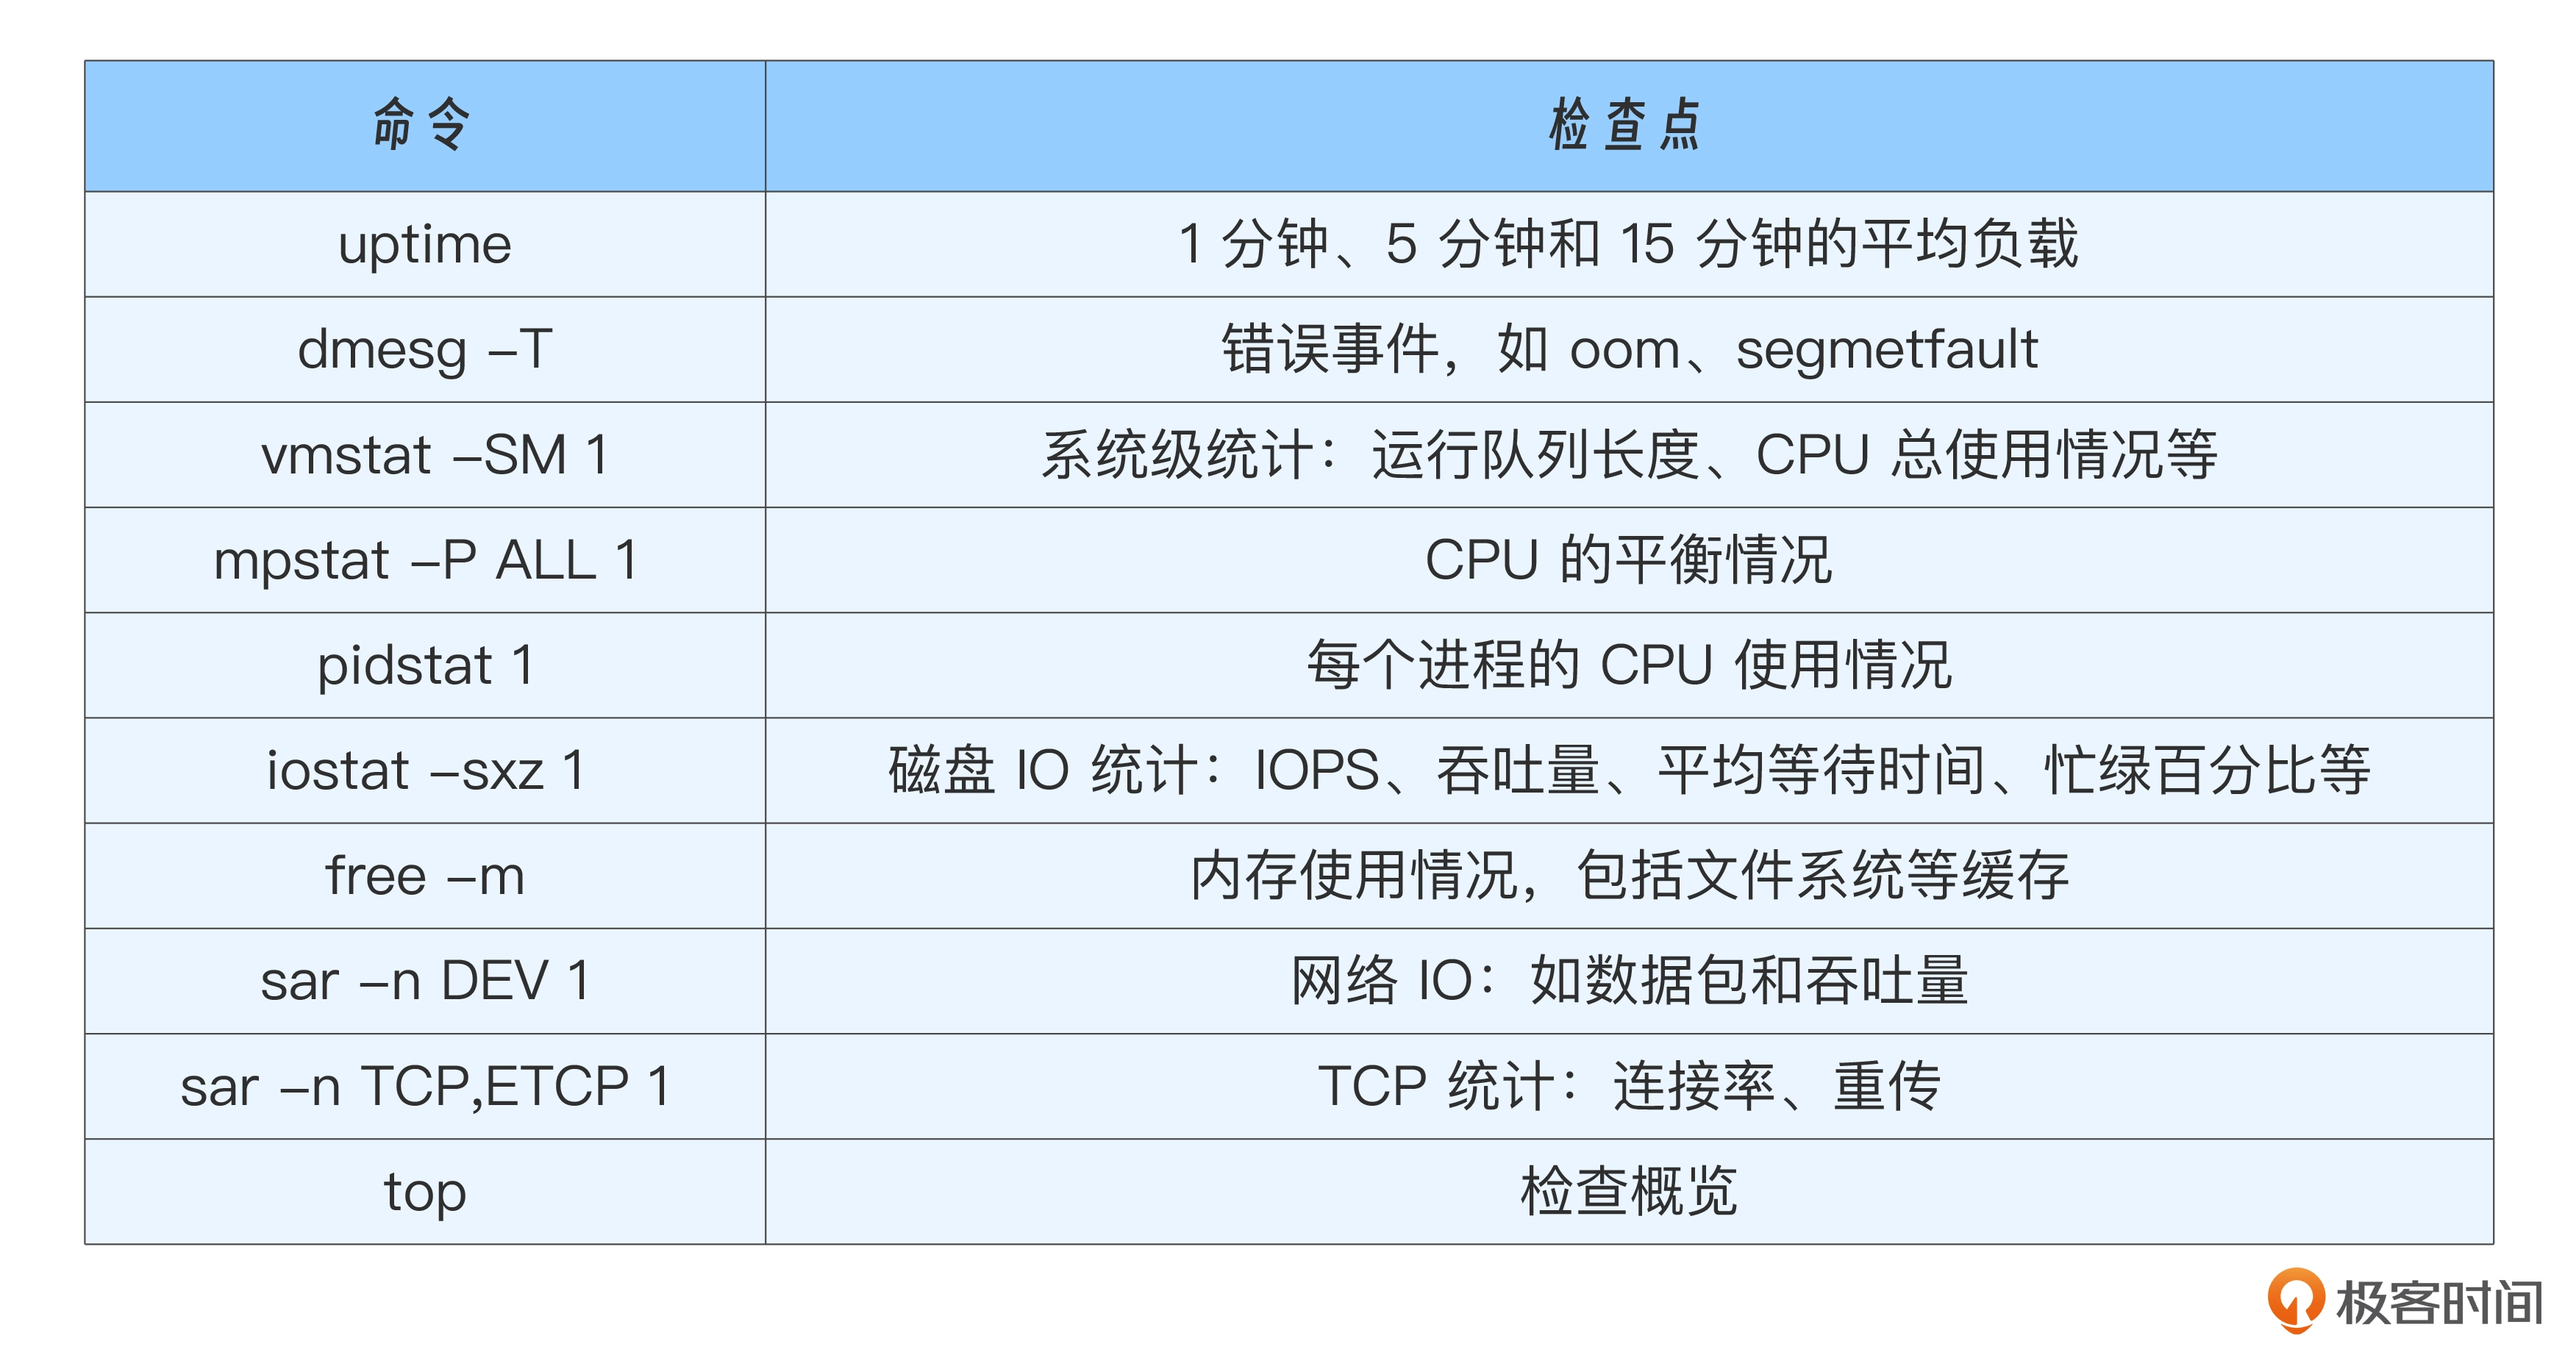 命令 检查点
uptime 1 分钟、5 分钟和 15 分钟的平均负载
dmesg –T 错误事件，如 oom、segmetfault
vmstat –SM 1 系统级统计：运行队列长度、CPU 总使用情况等
mpstat –P ALL 1 CPU 的平衡情况
pidstat 1 每个进程的 CPU 使用情况
iostat –sxz 1 磁盘 IO 统计：IOPS、吞吐量、平均等待时间、忙绿百分比等
free –m 内存使用情况，包括文件系统等缓存
sar –n DEV 1 网络 IO：如数据包和吞吐量
sar –n TCP,ETCP 1 TCP 统计：连接率、重传
top 检查概览
极客时间